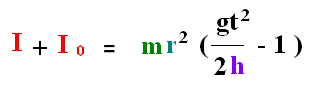 I + I₀ = mr² (gt²/2h - 1)